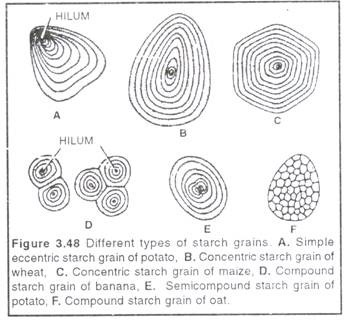 HILUM
A
B
C
HILUM
D
E
F
Figure 3.48 Different types of starch grains. A. Simple
eccentric starch grain of potato, B. Concentric starch grain of
wheat, C. Concentric starch grain of maize, D. Compound
starch grain of banana, E. Semicompound starch grain of
potato, F. Compound starch grain of oat.